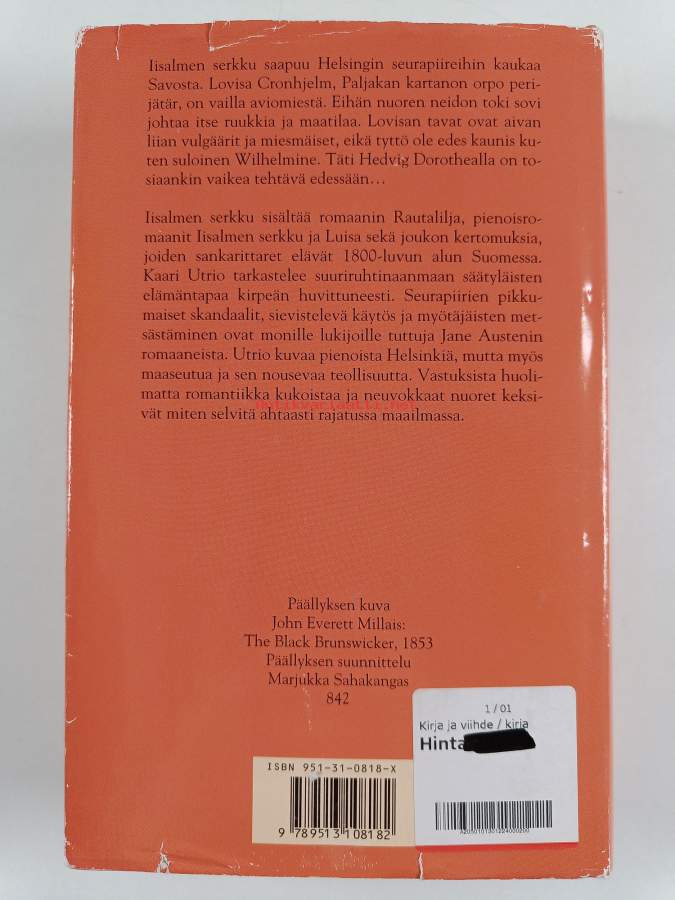 Iisalmen serkku saapuu Helsingin seurapiireihin kaukaa
Savosta. Lovisa Cronhjelm, Paljakan kartanon orpo peri-
jätär, on vailla aviomiestä. Eihän nuoren neidon toki sovi
johtaa itse ruukkia ja maatilaa. Lovisan tavat ovat aivan
liian vulgäärit ja miesmäiset, eikä tyttö ole edes kaunis ku-
ten suloinen Wilhelmine. Täti Hedvig Dorothealla on to-
siaankin vaikea tehtävä edessään...
Iisalmen serkku sisältää romaanin Rautalilja, pienoisro-
maanit Iisalmen serkku ja Luisa sekä joukon kertomuksia,
joiden sankarittaret elävät 1800-luvun alun Suomessa.
Kaari Utrio tarkastelee suuriruhtinaanmaan säätyläisten
elämäntapaa kirpeän huvittuneesti. Seurapiirien pikku-
maiset skandaalit, sievistelevä käytös ja myötäjäisten met-
sästäminen ovat monille lukijoille tuttuja Jane Austenin
romaaneista. Utrio kuvaa pienoista Helsinkiä, mutta myös
maaseutua ja sen nousevaa teollisuutta. Vastuksista huoli-
matta romantiikka kukoistaa ja neuvokkaat nuoret keksi-
antikvariaatti.net
vät miten selvitä ahtaasti rajatussa maailmassa.
Päällyksen kuva
John Everett Millais:
The Black Brunswicker, 1853
Päällyksen suunnittelu
Marjukka Sahakangas
842
1 / 01
Kirja ja viihde / kirja
Hinta
ISBN 951-31-0818-X
9 789513 108182
A20501013012240002​00